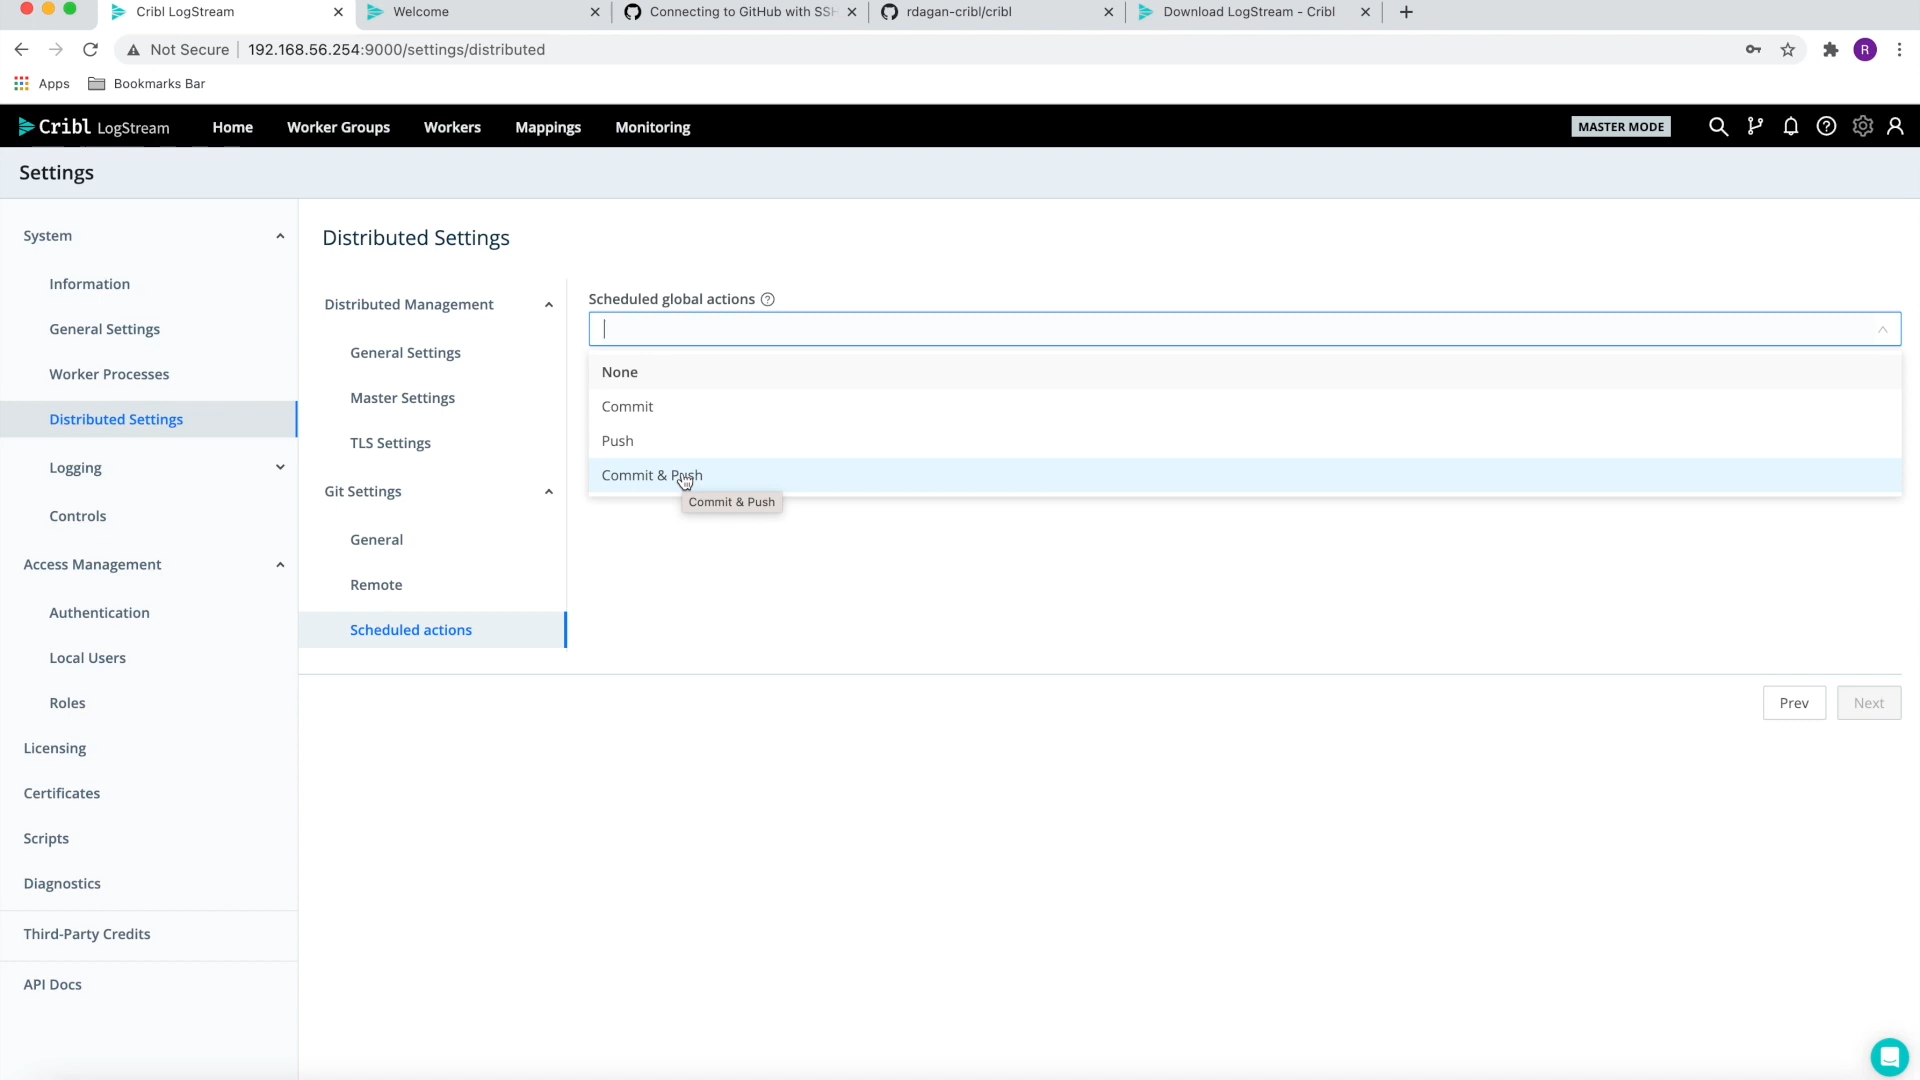 Cribl LogStream
Welcome
Connecting to GitHub with SSH
rdagan-cribl/cribl
Download LogStream - Cribl
Not Secure
192.168.56.254:9000/settings/distributed
R
Apps
Bookmarks Bar
Cribl LogStream
Home
Worker Groups
Workers
Mappings
Monitoring
MASTER MODE
Settings
System
Information
General Settings
Worker Processes
Distributed Settings
Logging
Controls
Access Management
Authentication
Local Users
Roles
Licensing
Certificates
Scripts
Diagnostics
Third-Party Credits
API Docs
Distributed Settings
Distributed Management
General Settings
Master Settings
TLS Settings
Git Settings
General
Remote
Scheduled actions
Scheduled global actions
None
Commit
Push
Commit & Push
Commit & Push
Prev
Next